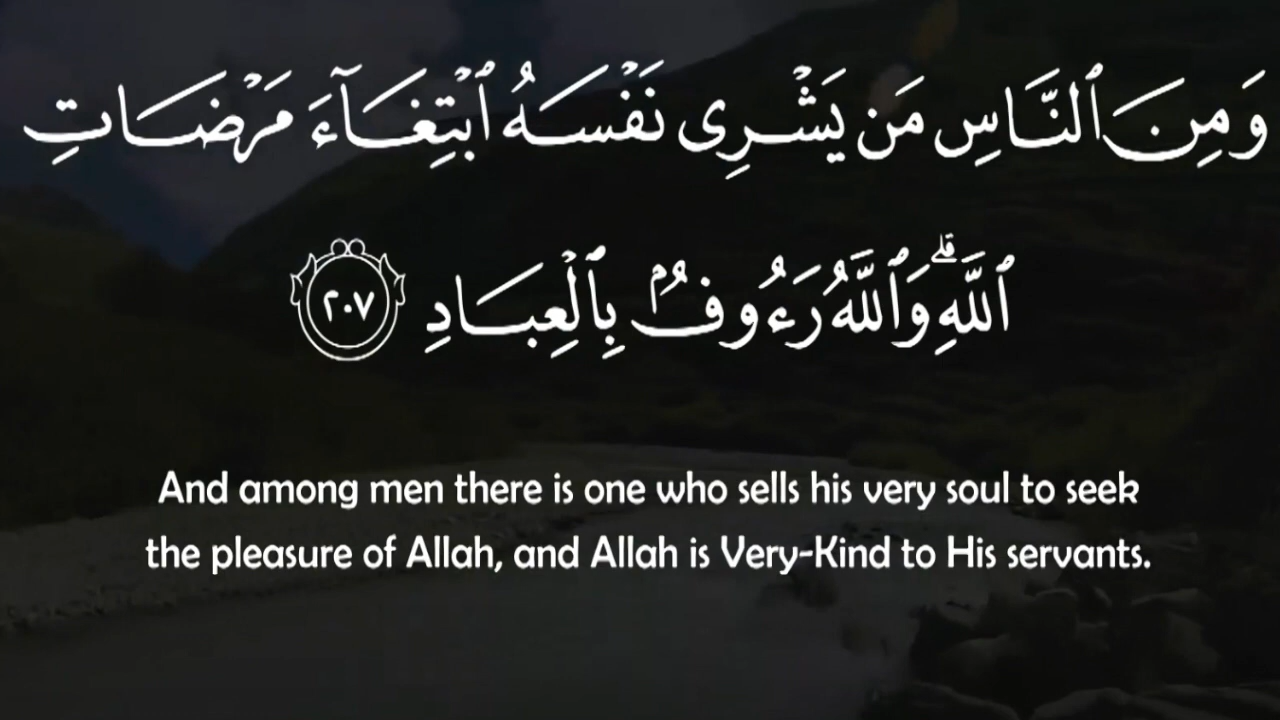 وَمِنَ ٱلنَّاسِ مَن يَشْرِى نَفْسَهُ ٱبْتِغَآءَ مَرْضَاتِ
ٱللَّهِ ۗ وَٱللَّهُ رَءُوفٌۢ بِٱلْعِبَادِ ٢٠٧
And among men there is one who sells his very soul to seek
the pleasure of Allah, and Allah is Very-Kind to His servants.